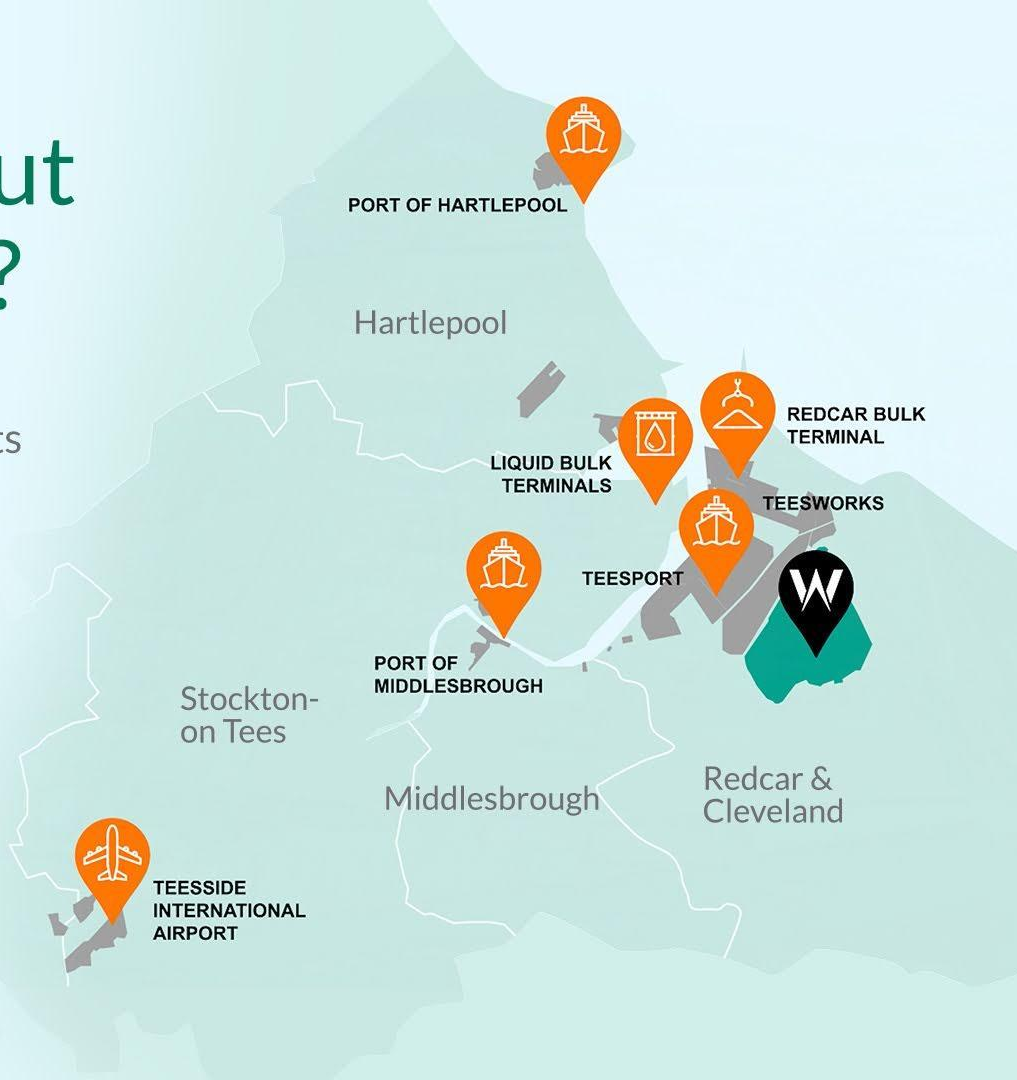 ut
?
ts
PORT OF HARTLEPOOL
Hartlepool
REDCAR BULK
TERMINAL
LIQUID BULK
TERMINALS
TEESWORKS
TEESPORT
W
PORT OF
MIDDLESBROUGH
Stockton-
on Tees
Middlesbrough
Redcar &
Cleveland
TEESSIDE
INTERNATIONAL
AIRPORT